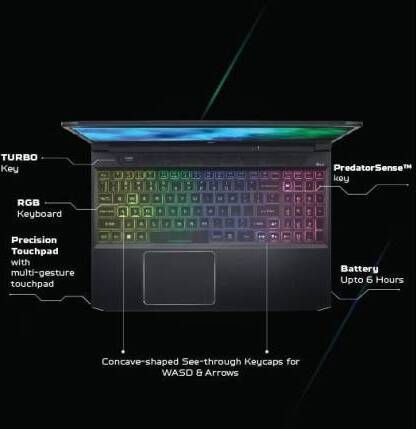 TURBO
Key
PredatorSense™
key
RGB
Keyboard
Precision
Touchpad
with
multi-gesture
touchpad
Battery
Upto 6 Hours
Concave-shaped See-through Keycaps for
WASD & Arrows